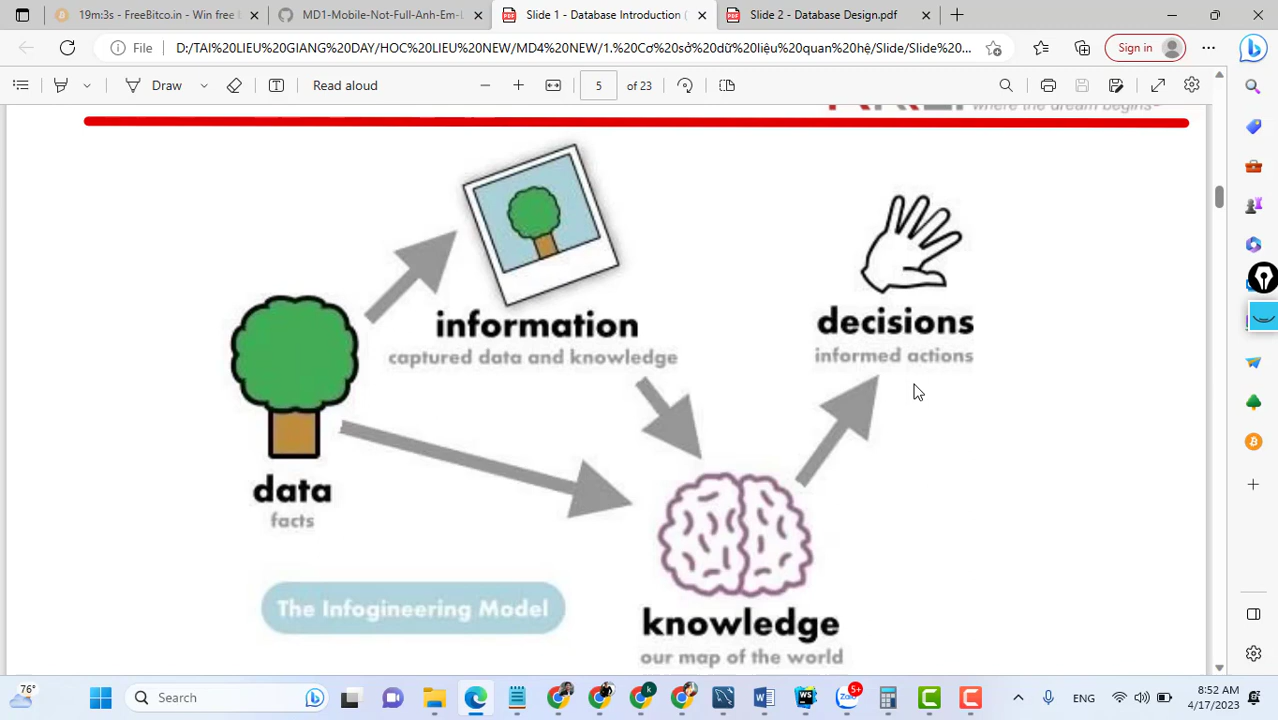 19m:3s - FreeBitco.in - Win free
MD1-Mobile-Not-Full-Anh-Em-
Slide 1 - Database Introduction (
Slide 2 - Database Design.pdf
File
D:/TAI%20LIEU%20GIANG%20DAY/HOC%20LIEU%20NEW/MD4%20NEW/1.%20Cơ%20sở%20dữ%20liệu%20quan%20hệ/Slide/Slide%20...
Sign in
Draw
Read aloud
5
of 23
where the dream begins
information
captured data and knowledge
decisions
informed actions
data
facts
The Infogineering Model
knowledge
our map of the world
76°
Search
5+
Zalo
ENG
8:52 AM
4/17/2023